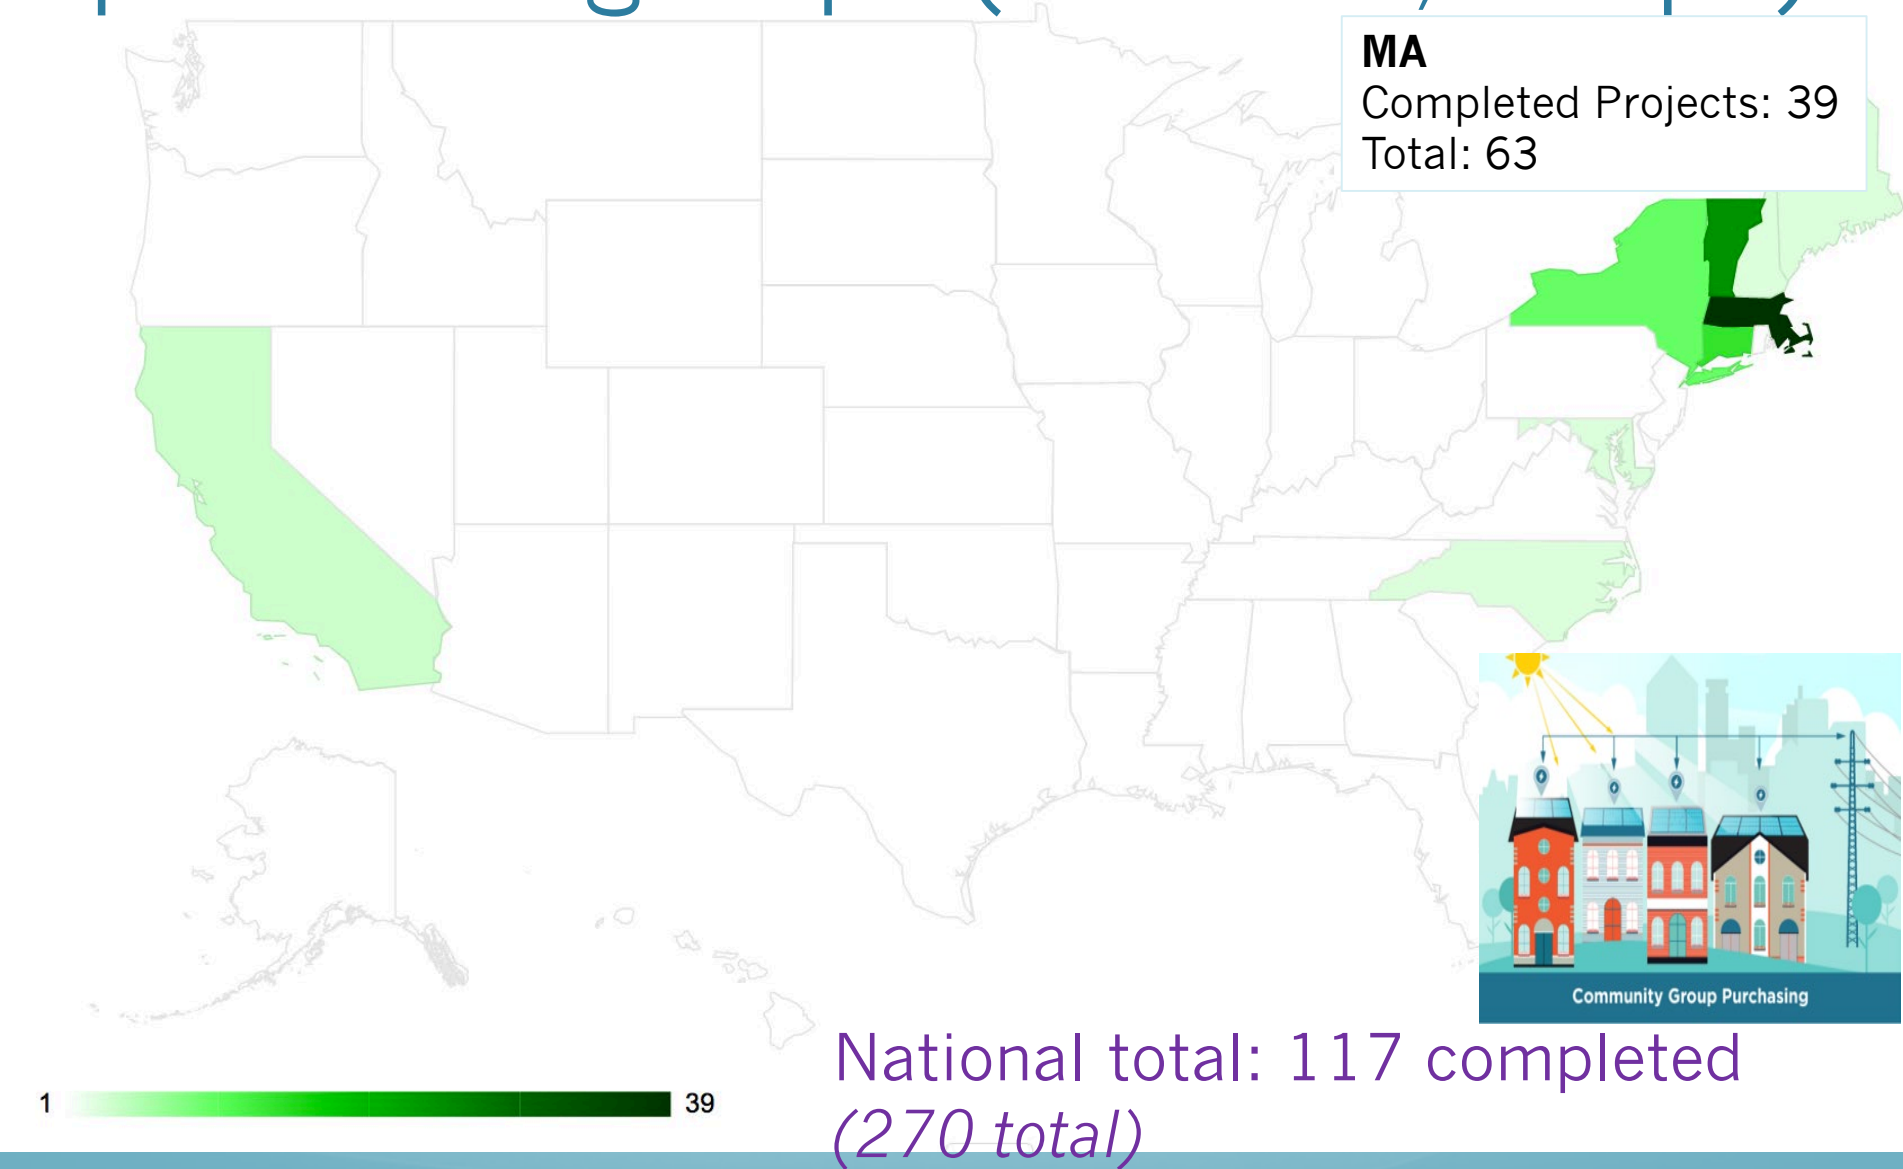 MA
Completed Projects: 39
Total: 63
Community Group Purchasing
National total: 117 completed
(270 total)
1
39